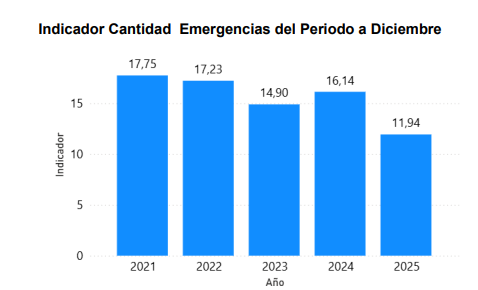 Indicador Cantidad  Emergencias del Periodo a Diciembre
17,75
17,23
14,90
16,14
11,94
15
10
5
0
Indicador
2021 2022 2023 2024 2025
Año